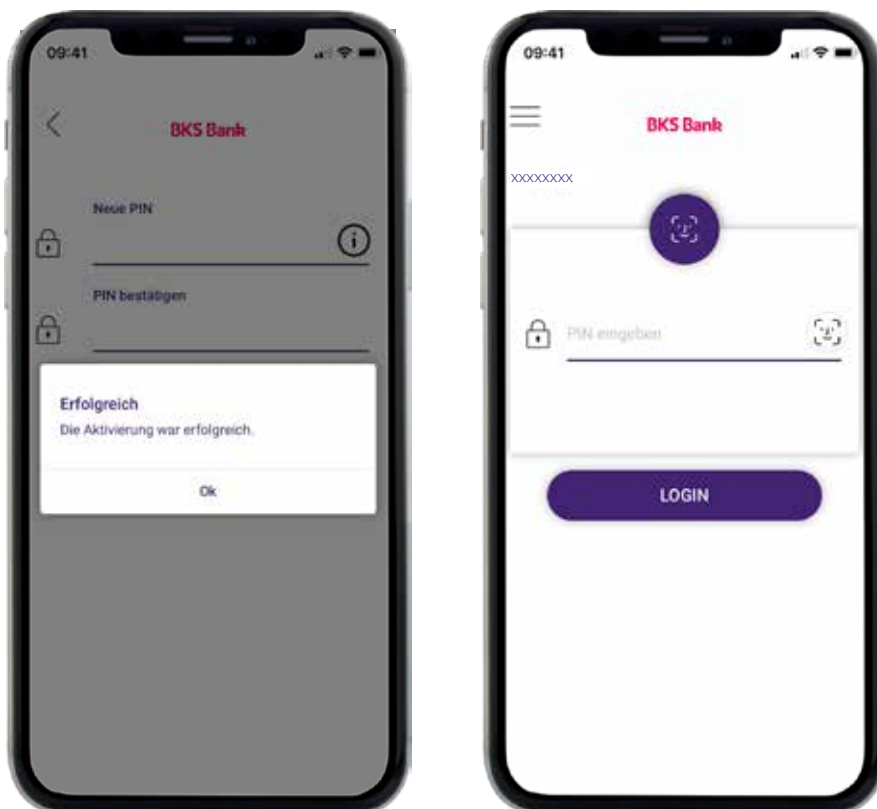 09:41
BKS Bank
Neue PIN
PIN bestätigen
Erfolgreich
Die Aktivierung war erfolgreich.
Ok
09:41
BKS Bank
xxxxxxxx
PIN eingeben
LOGIN